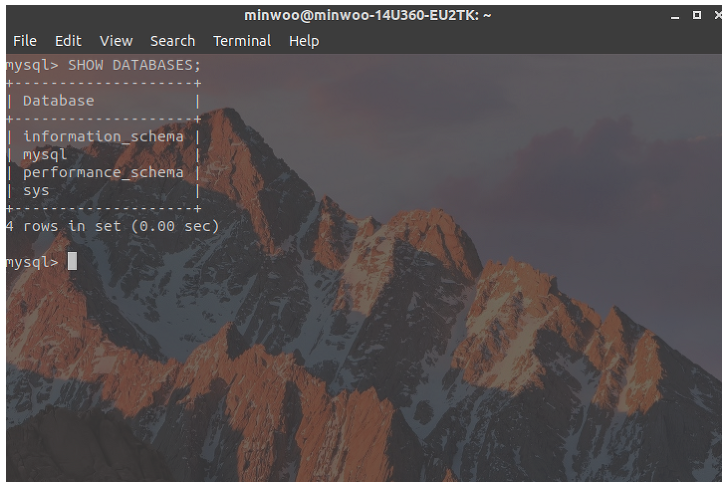 minwoo@minwoo-14U360-EU2TK: ~
File Edit View Search Terminal Help
mysql> SHOW DATABASES;
+--------------------+
| Database           |
+--------------------+
| information_schema |
| mysql              |
| performance_schema |
| sys                |
+--------------------+
4 rows in set (0.00 sec)
mysql>